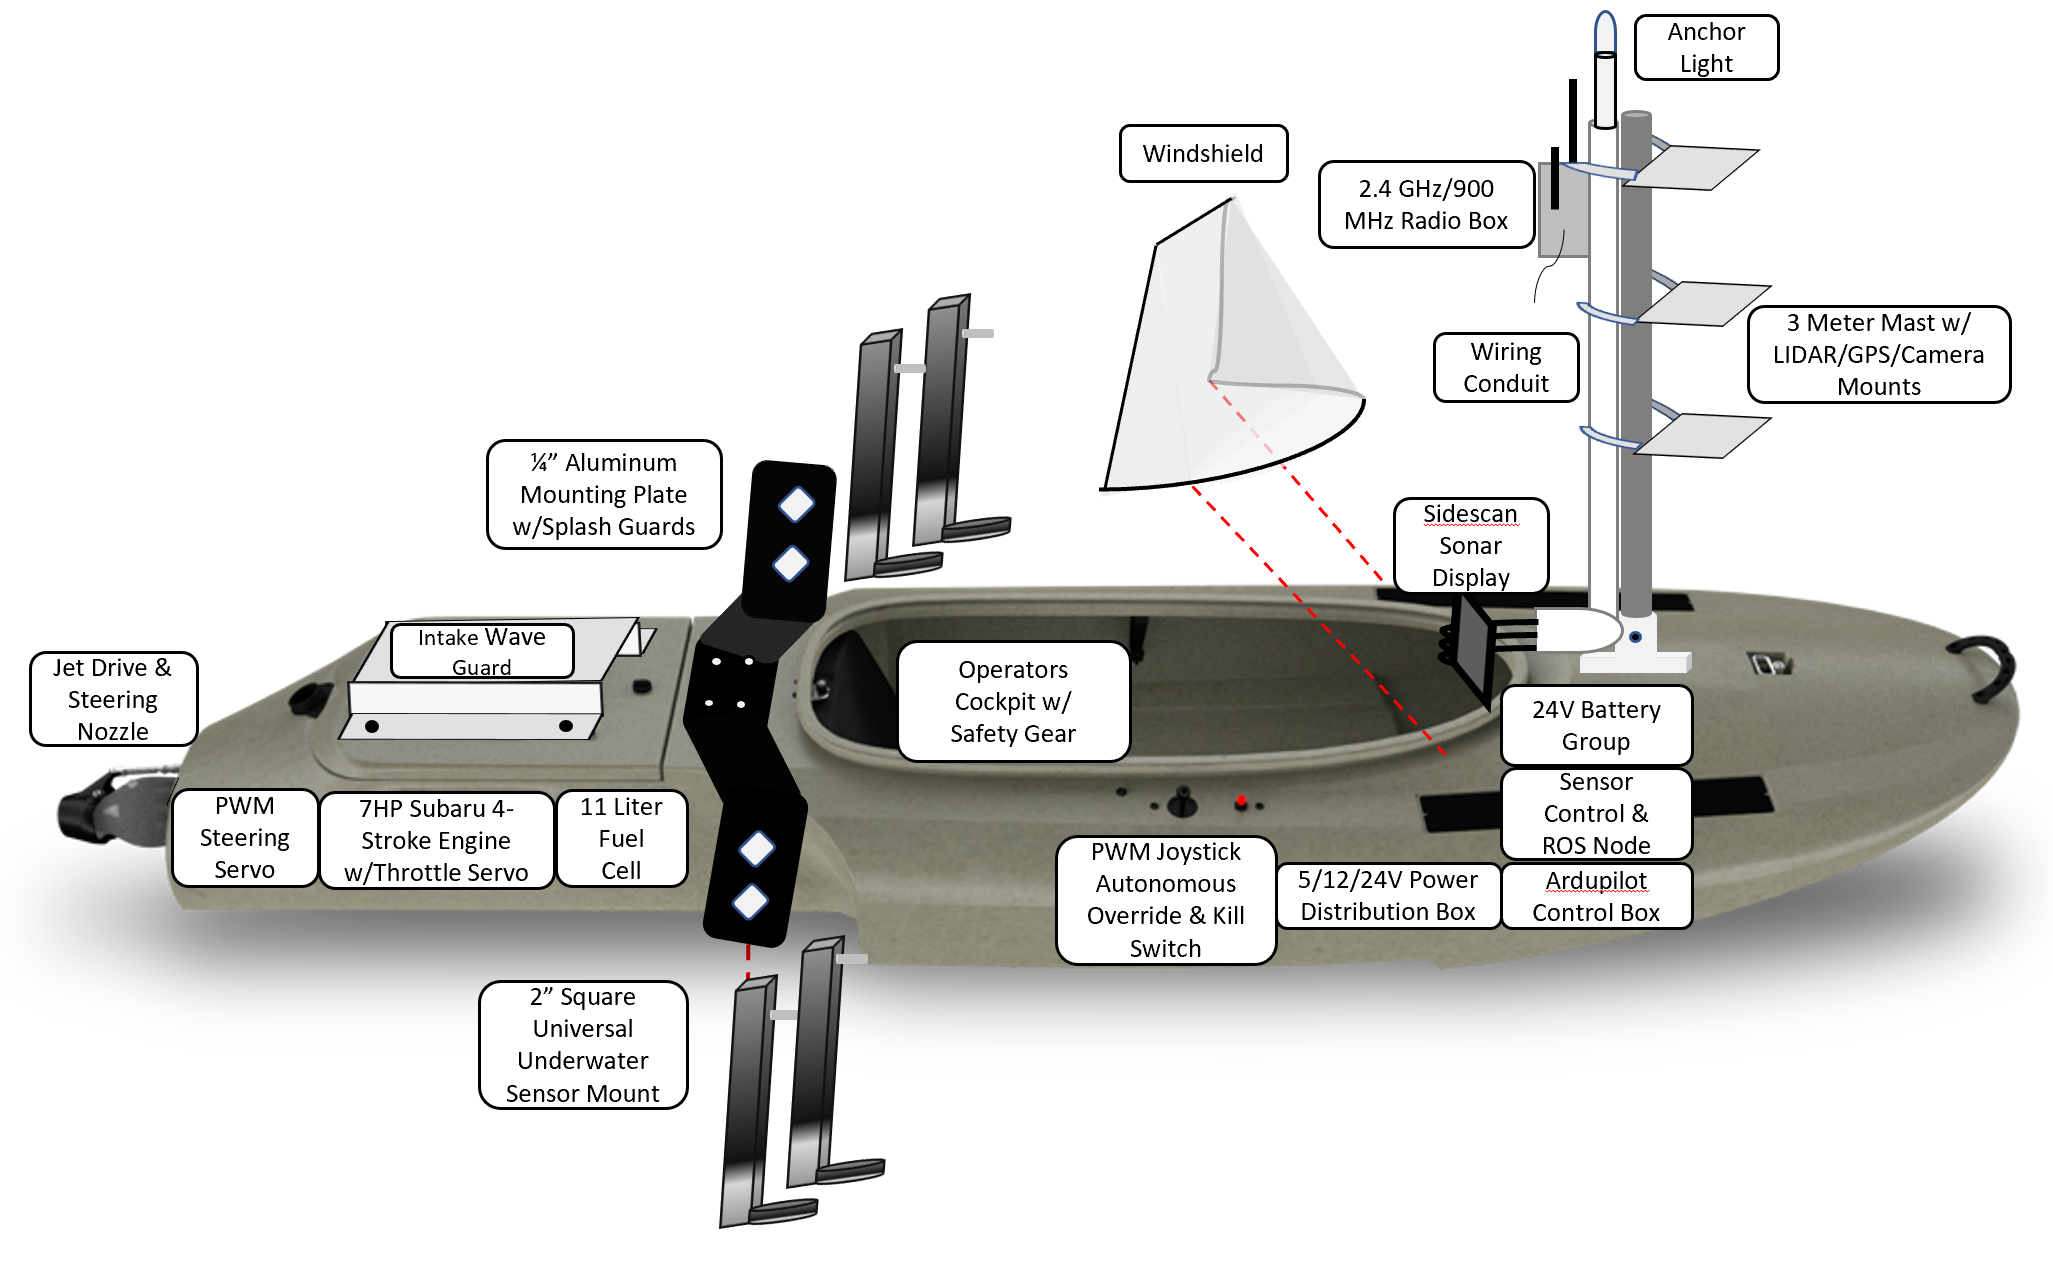 Anchor
Light
Windshield
2.4 GHz/900
MHz Radio Box
3 Meter Mast w/
LIDAR/GPS/Camera
Mounts
Wiring
Conduit
¼” Aluminum
Mounting Plate
w/Splash Guards
Sidescan
Sonar
Display
Intake Wave
Guard
Jet Drive &
Steering
Nozzle
Operators
Cockpit w/
Safety Gear
24V Battery
Group
PWM
Steering
Servo
7HP Subaru 4-
Stroke Engine
w/Throttle Servo
11 Liter
Fuel
Cell
Sensor
Control &
ROS Node
PWM Joystick
Autonomous
Override & Kill
Switch
5/12/24V Power
Distribution Box
Ardupilot
Control Box
2” Square
Universal
Underwater
Sensor Mount